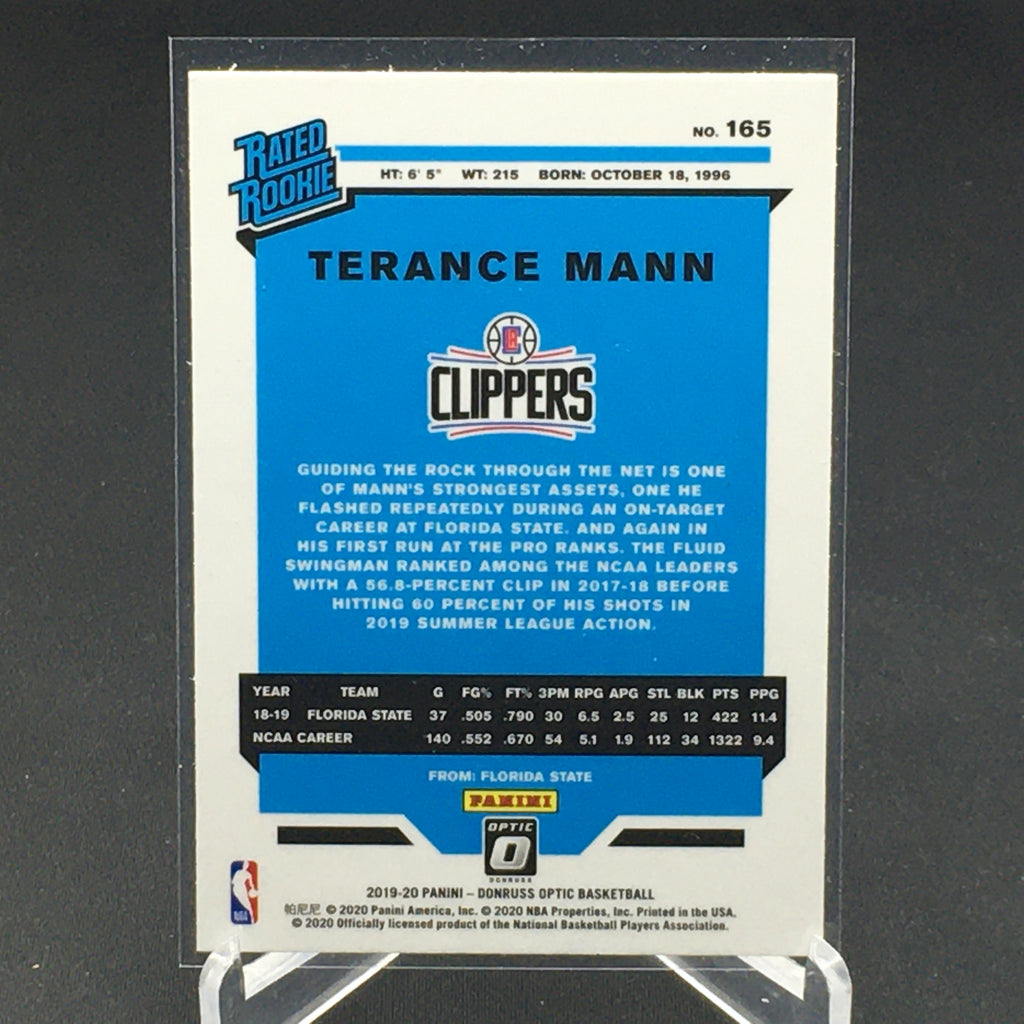 NO. 165
RATED
ROOKIE
HT: 6' 5" WT: 215 BORN: OCTOBER 18, 1996
TERANCE MANN
CLIPPERS
GUIDING THE ROCK THROUGH THE NET IS ONE
OF MANN'S STRONGEST ASSETS, ONE HE
FLASHED REPEATEDLY DURING AN ON-TARGET
CAREER AT FLORIDA STATE. AND AGAIN IN
HIS FIRST RUN AT THE PRO RANKS. THE FLUID
SWINGMAN RANKED AMONG THE NCAA LEADERS
WITH A 56.8-PERCENT CLIP IN 2017-18 BEFORE
HITTING 60 PERCENT OF HIS SHOTS IN
2019 SUMMER LEAGUE ACTION.
YEAR TEAM G FG% FT% 3PM RPG APG STL BLK PTS PPG
18-19 FLORIDA STATE 37 .505 .790 30 6.5 2.5 25 12 422 11.4
NCAA CAREER 140 .552 .670 54 5.1 1.9 112 34 1322 9.4
FROM: FLORIDA STATE
PANINI
OPTIC
O
DONRUSS
NBA
2019-20 PANINI – DONRUSS OPTIC BASKETBALL
帕尼尼 © 2020 Panini America, Inc. © 2020 NBA Properties, Inc. Printed in the USA.
© 2020 Officially licensed product of the National Basketball Players Association.